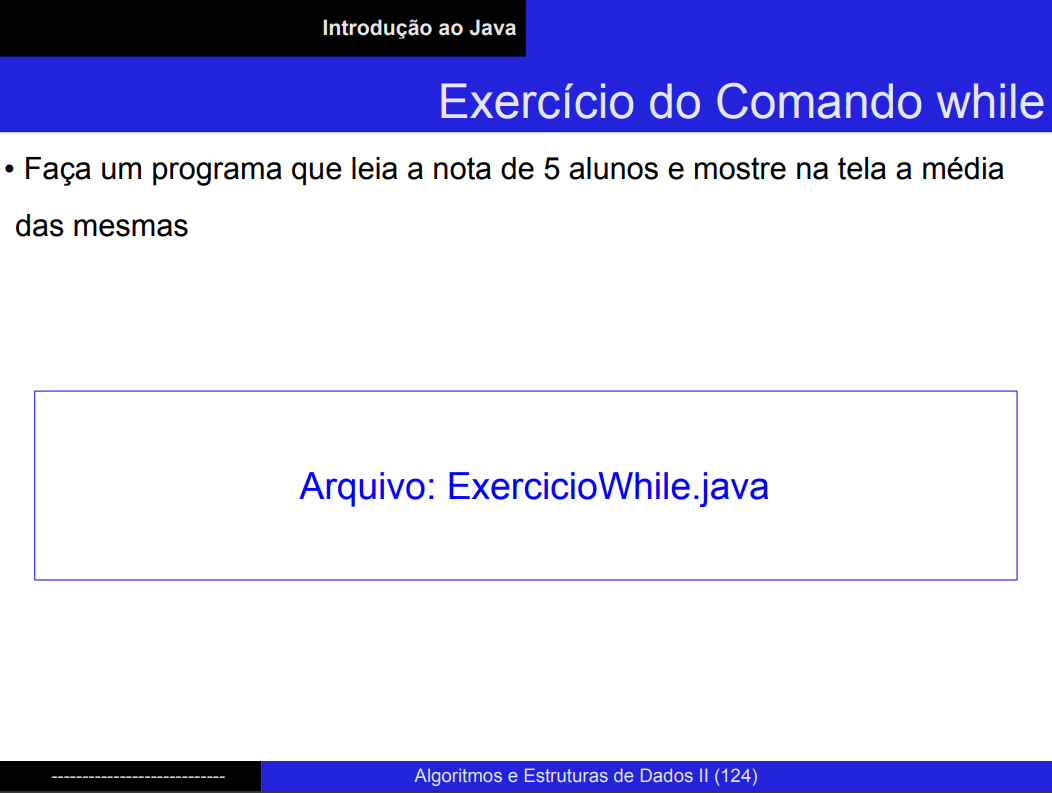 Introdução ao Java
Exercício do Comando while
• Faça um programa que leia a nota de 5 alunos e mostre na tela a média
das mesmas
Arquivo: ExercicioWhile.java
----------------------------
Algoritmos e Estruturas de Dados II (124)